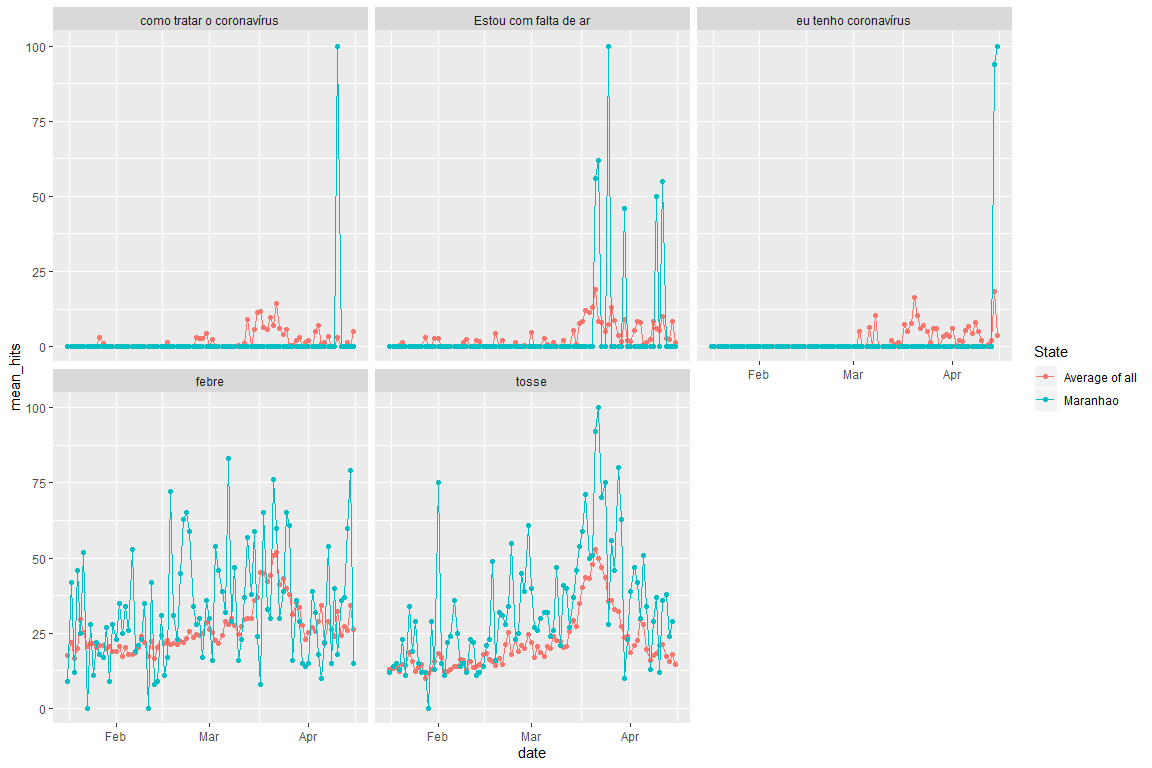 como tratar o coronavírus
Estou com falta de ar
eu tenho coronavírus
100
75
50
25
0
Feb
Mar
Apr
febre
tosse
100
75
50
25
0
Feb
Mar
Apr
Feb
Mar
Apr
mean_hits
date
State
Average of all
Maranhao